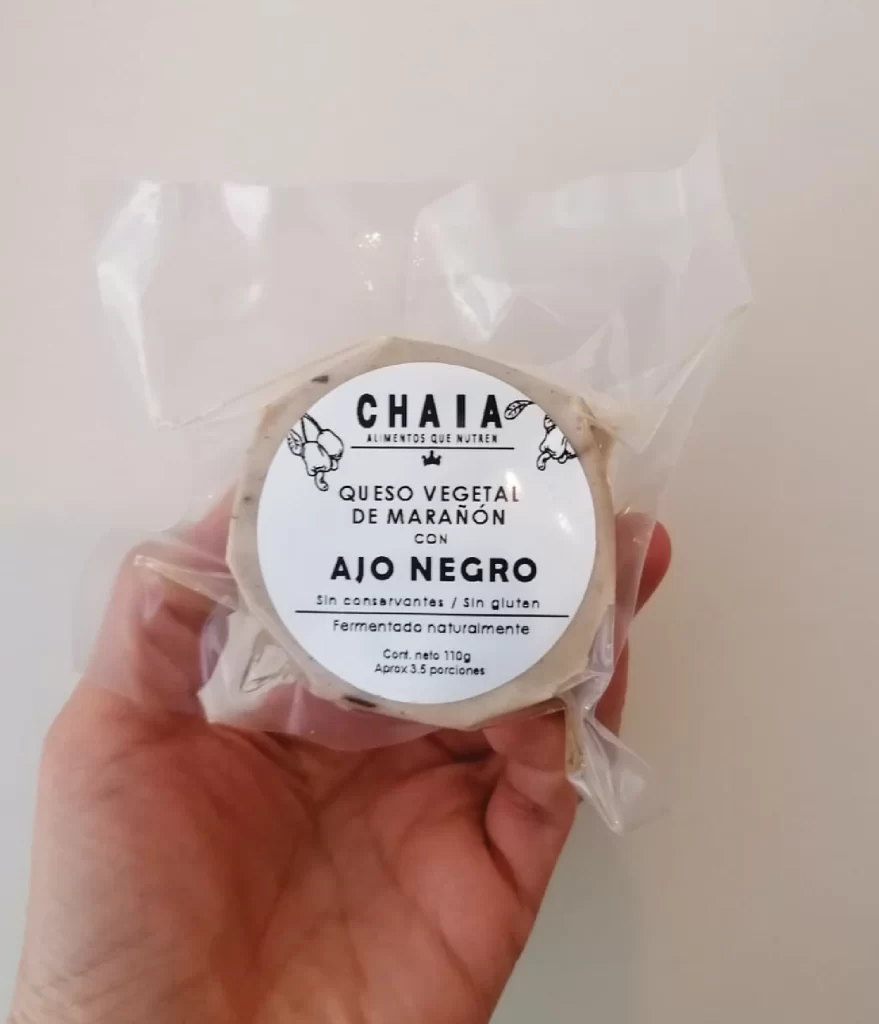 CHAIA
ALIMENTOS QUE NUTREN
QUESO VEGETAL
DE MARAÑÓN
CON
AJO NEGRO
Sin conservantes / Sin gluten
Fermentado naturalmente
Cont. neto 110g
Aprox 3.5 porciones